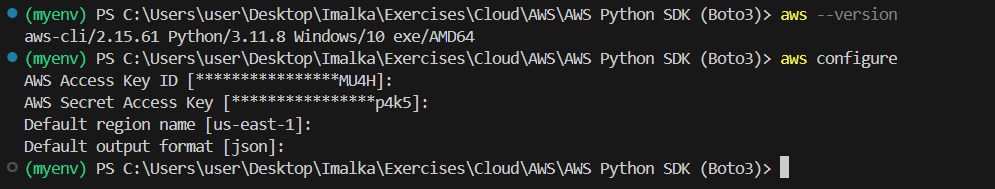 (myenv) PS C:\Users\user\Desktop\Imalka\Exercises\Cloud\AWS\AWS Python SDK (Boto3)> aws --version
aws-cli/2.15.61 Python/3.11.8 Windows/10 exe/AMD64
(myenv) PS C:\Users\user\Desktop\Imalka\Exercises\Cloud\AWS\AWS Python SDK (Boto3)> aws configure
AWS Access Key ID [****************MU4H]:
AWS Secret Access Key [****************p4k5]:
Default region name [us-east-1]:
Default output format [json]:
(myenv) PS C:\Users\user\Desktop\Imalka\Exercises\Cloud\AWS\AWS Python SDK (Boto3)>